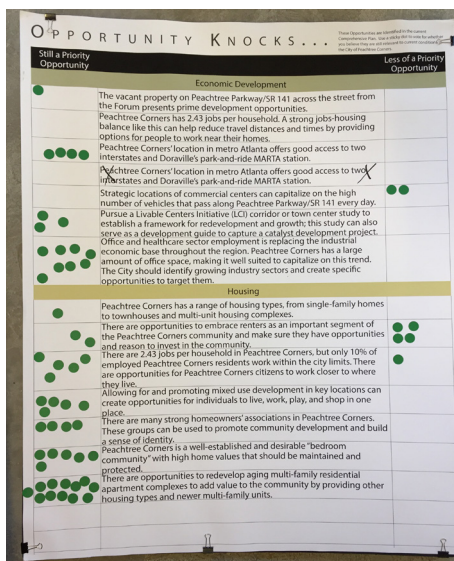 OPPORTUNITY KNOCKS...
These Opportunities are identified in the current
Comprehensive Plan. Use a sticky dot to vote for whether
you believe they are still relevant to current conditions in
the City of Peachtree Corners.
Still a Priority
Opportunity
Less of a Priority
Opportunity
Economic Development
The vacant property on Peachtree Parkway/SR 141 across the street from
the Forum presents prime development opportunities.
Peachtree Corners has 2.43 jobs per household. A strong jobs-housing
balance like this can help reduce travel distances and times by providing
options for people to work near their homes.
Peachtree Corners' location in metro Atlanta offers good access to two
interstates and Doraville's park-and-ride MARTA station.
Peachtree Corners' location in metro Atlanta offers good access to two
interstates and Doraville's park-and-ride MARTA station.
Strategic locations of commercial centers can capitalize on the high
number of vehicles that pass along Peachtree Parkway/SR 141 every day.
Pursue a Livable Centers Initiative (LCI) corridor or town center study to
establish a framework for redevelopment and growth; this study can also
serve as a development guide to capture a catalyst development project.
Office and healthcare sector employment is replacing the industrial
economic base throughout the region. Peachtree Corners has a large
amount of office space, making it well suited to capitalize on this trend.
The City should identify growing industry sectors and create specific
opportunities to target them.
Housing
Peachtree Corners has a range of housing types, from single-family homes
to townhouses and multi-unit housing complexes.
There are opportunities to embrace renters as an important segment of
the Peachtree Corners community and make sure they have opportunities
and reason to invest in the community.
There are 2.43 jobs per household in Peachtree Corners, but only 10% of
employed Peachtree Corners residents work within the city limits. There
are opportunities for Peachtree Corners citizens to work closer to where
they live.
Allowing for and promoting mixed use development in key locations can
create opportunities for individuals to live, work, play, and shop in one
place.
There are many strong homeowners' associations in Peachtree Corners.
These groups can be used to promote community development and build
a sense of identity.
Peachtree Corners is a well-established and desirable "bedroom
community" with high home values that should be maintained and
protected.
There are opportunities to redevelop aging multi-family residential
apartment complexes to add value to the community by providing other
housing types and newer multi-family units.